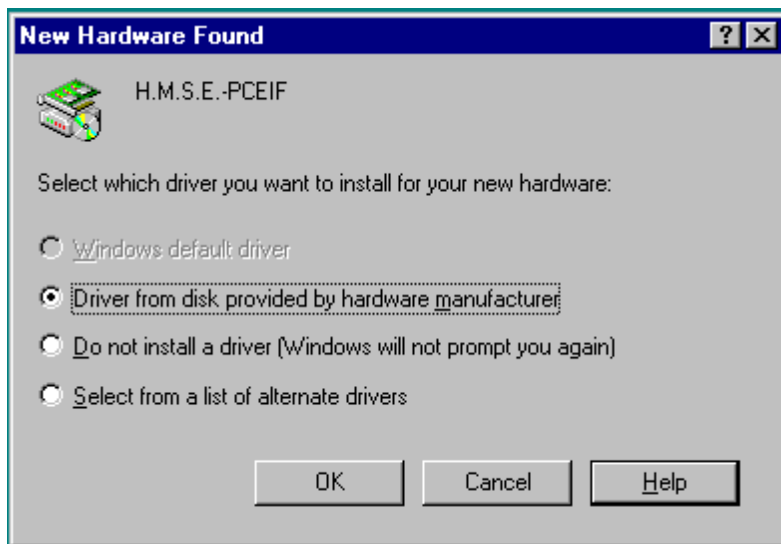 New Hardware Found
H.M.S.E.-PCEIF
Select which driver you want to install for your new hardware:
Windows default driver
Driver from disk provided by hardware manufacturer
Do not install a driver (Windows will not prompt you again)
Select from a list of alternate drivers
OK Cancel Help